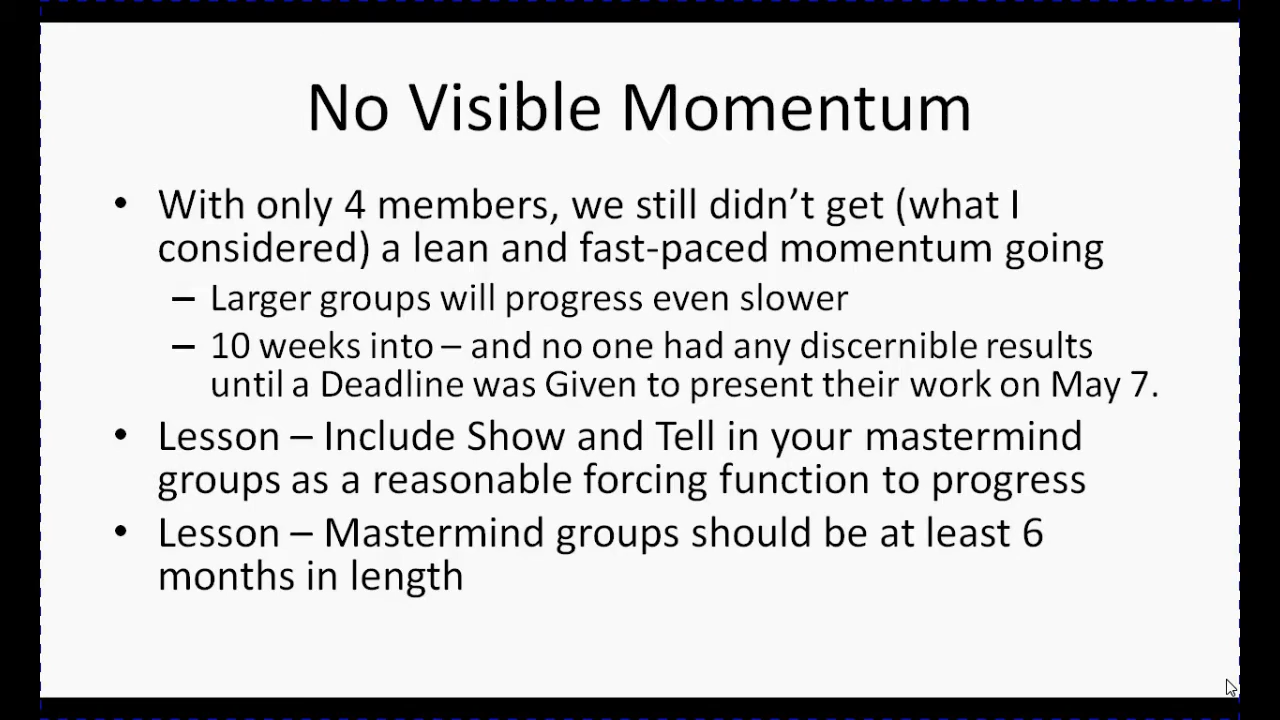 No Visible Momentum
• With only 4 members, we still didn’t get (what I
considered) a lean and fast-paced momentum going
– Larger groups will progress even slower
– 10 weeks into – and no one had any discernible results
until a Deadline was Given to present their work on May 7.
• Lesson – Include Show and Tell in your mastermind
groups as a reasonable forcing function to progress
• Lesson – Mastermind groups should be at least 6
months in length